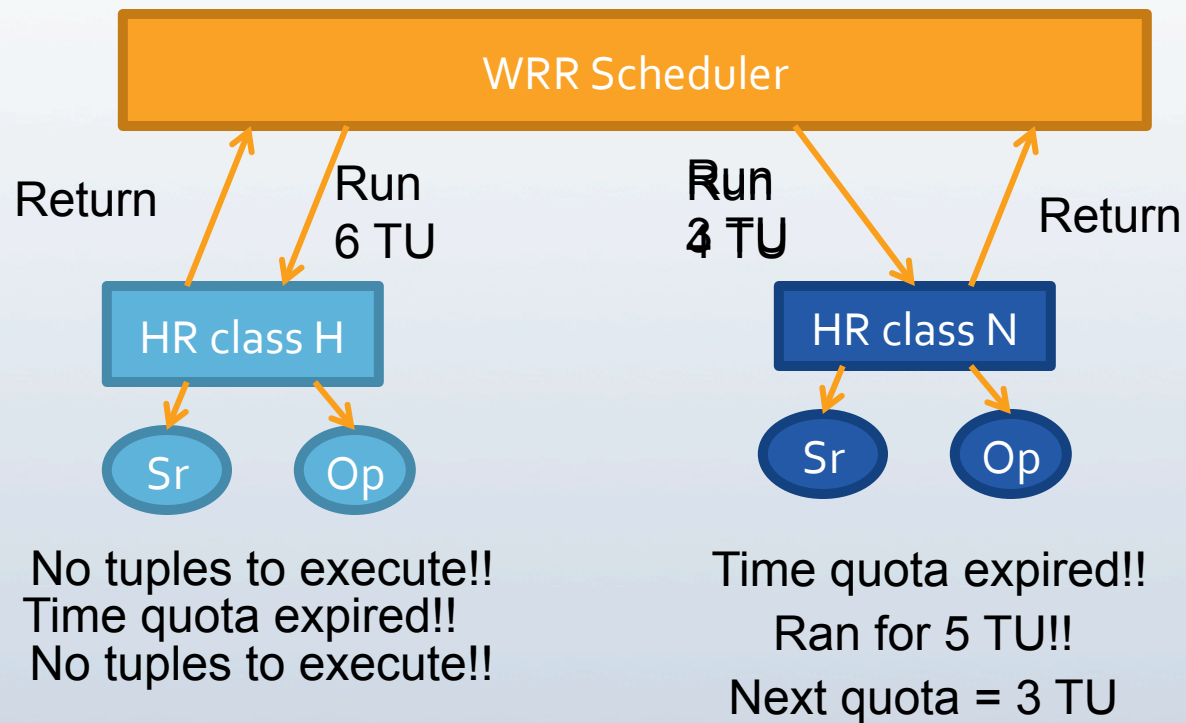 WRR Scheduler
Return
Run
6 TU
Run
TU
Return
HR class H
HR class N
Sr
Op
Sr
Op
No tuples to execute!!
Time quota expired!!
No tuples to execute!!
Time quota expired!!
Ran for 5 TU!!
Next quota = 3 TU